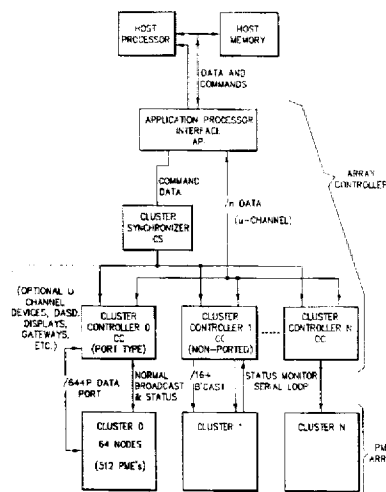 HOST
PROCESSOR
HOST
MEMORY
DATA AND
COMMANDS
APPLICATION PROCESSOR
INTERFACE
API
ARRAY
CONTROLLER
COMMAND
DATA
/n DATA
(u-CHANNEL)
CLUSTER
SYNCHRONIZER
CS
(OPTIONAL U
CHANNEL
DEVICES, DASD,
DISPLAYS,
GATEWAYS,
ETC.)
CLUSTER
CONTROLLER 0
CC
(PORT TYPE)
CLUSTER
CONTROLLER 1
CC
(NON-PORTED)
CLUSTER
CONTROLLER N
CC
/64+P DATA
PORT
NORMAL
BROADCAST
& STATUS
/16+
B'CAST
STATUS MONITOR
SERIAL LOOP
CLUSTER 0
64 NODES
(512 PME's)
CLUSTER 1
CLUSTER N
PM
ARR